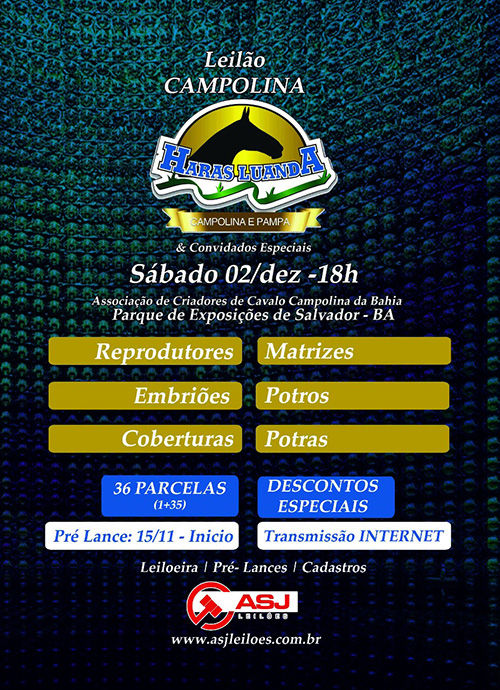 Leilão
CAMPOLINA
HARAS LUANDA
CAMPOLINA E PAMPA
& Convidados Especiais
Sábado 02/dez -18h
Associação de Criadores de Cavalo Campolina da Bahia
Parque de Exposições de Salvador - BA
Reprodutores
Matrizes
Embriões
Potros
Coberturas
Potras
36 PARCELAS
(1+35)
DESCONTOS
ESPECIAIS
Pré Lance: 15/11 - Inicio
Transmissão INTERNET
Leiloeira | Pré- Lances | Cadastros
ASJ
LEILÕES
www.asjleiloes.com.br